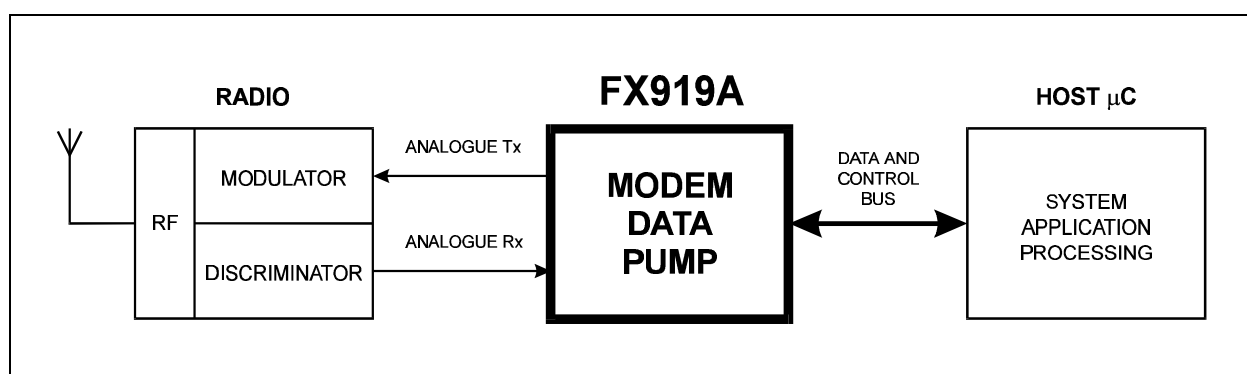 RADIO
RF
MODULATOR
DISCRIMINATOR
ANALOGUE Tx
ANALOGUE Rx
FX919A
MODEM
DATA
PUMP
DATA AND
CONTROL
BUS
HOST μC
SYSTEM
APPLICATION
PROCESSING